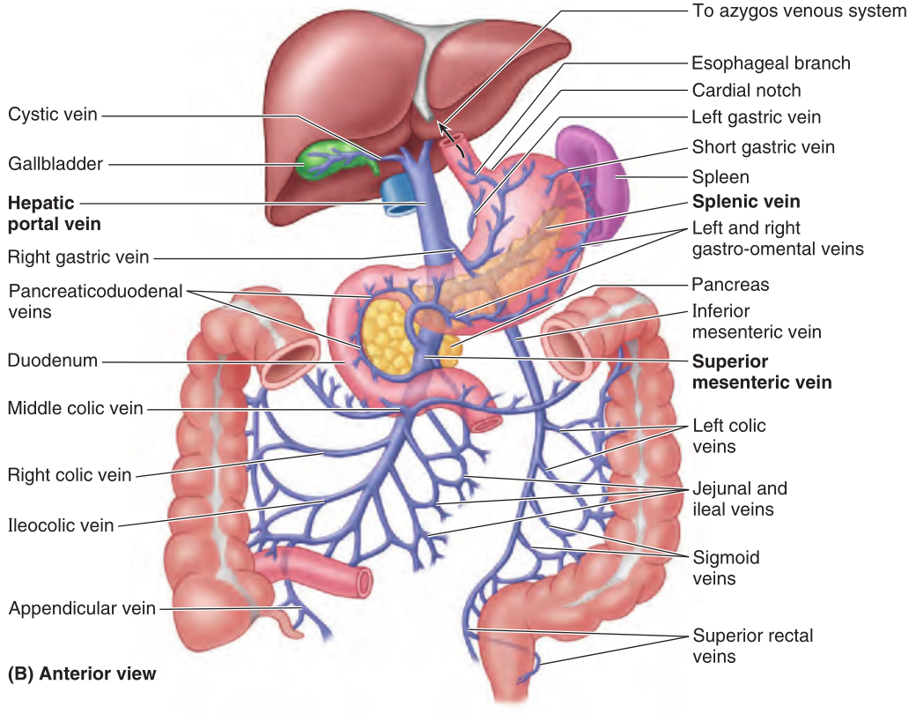 To azygos venous system
Esophageal branch
Cardial notch
Left gastric vein
Short gastric vein
Spleen
Splenic vein
Left and right
gastro-omental veins
Pancreas
Inferior
mesenteric vein
Superior
mesenteric vein
Left colic
veins
Jejunal and
ileal veins
Sigmoid
veins
Superior rectal
veins
Cystic vein
Gallbladder
Hepatic
portal vein
Right gastric vein
Pancreaticoduodenal
veins
Duodenum
Middle colic vein
Right colic vein
Ileocolic vein
Appendicular vein
(B) Anterior view